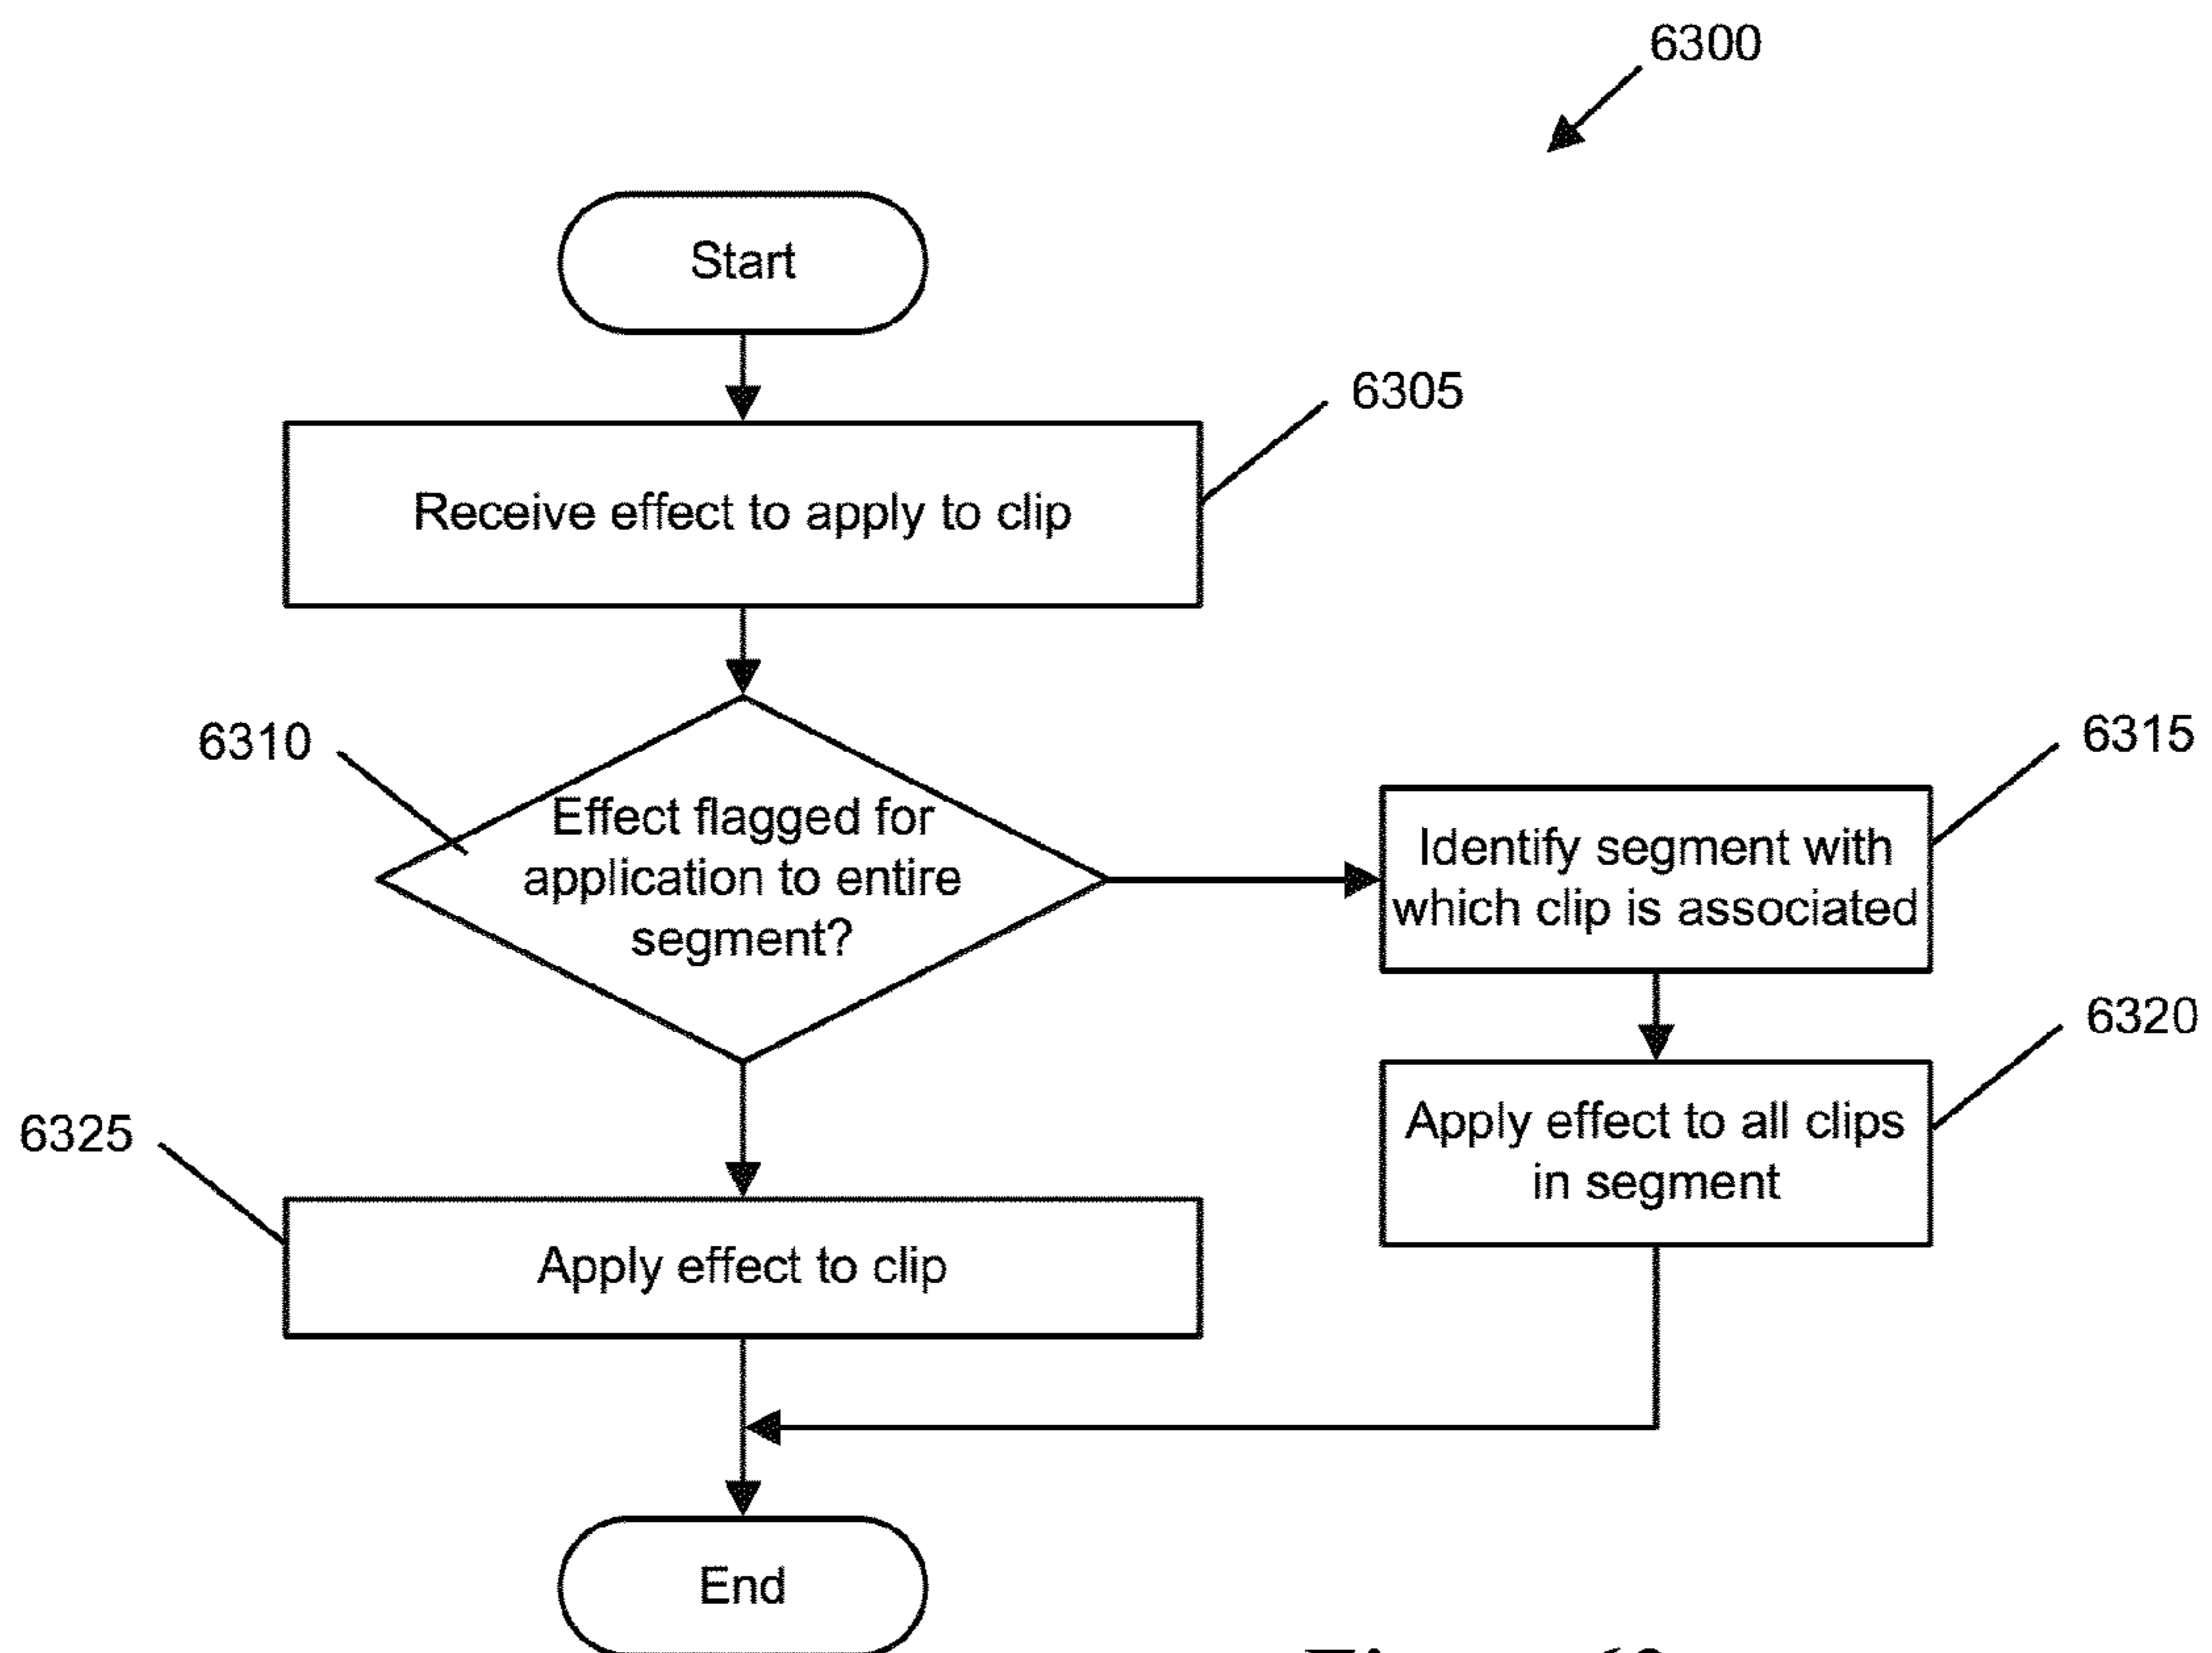 6300
Start
6305
Receive effect to apply to clip
6310
Effect flagged for
application to entire
segment?
6315
Identify segment with
which clip is associated
6320
Apply effect to all clips
in segment
6325
Apply effect to clip
End